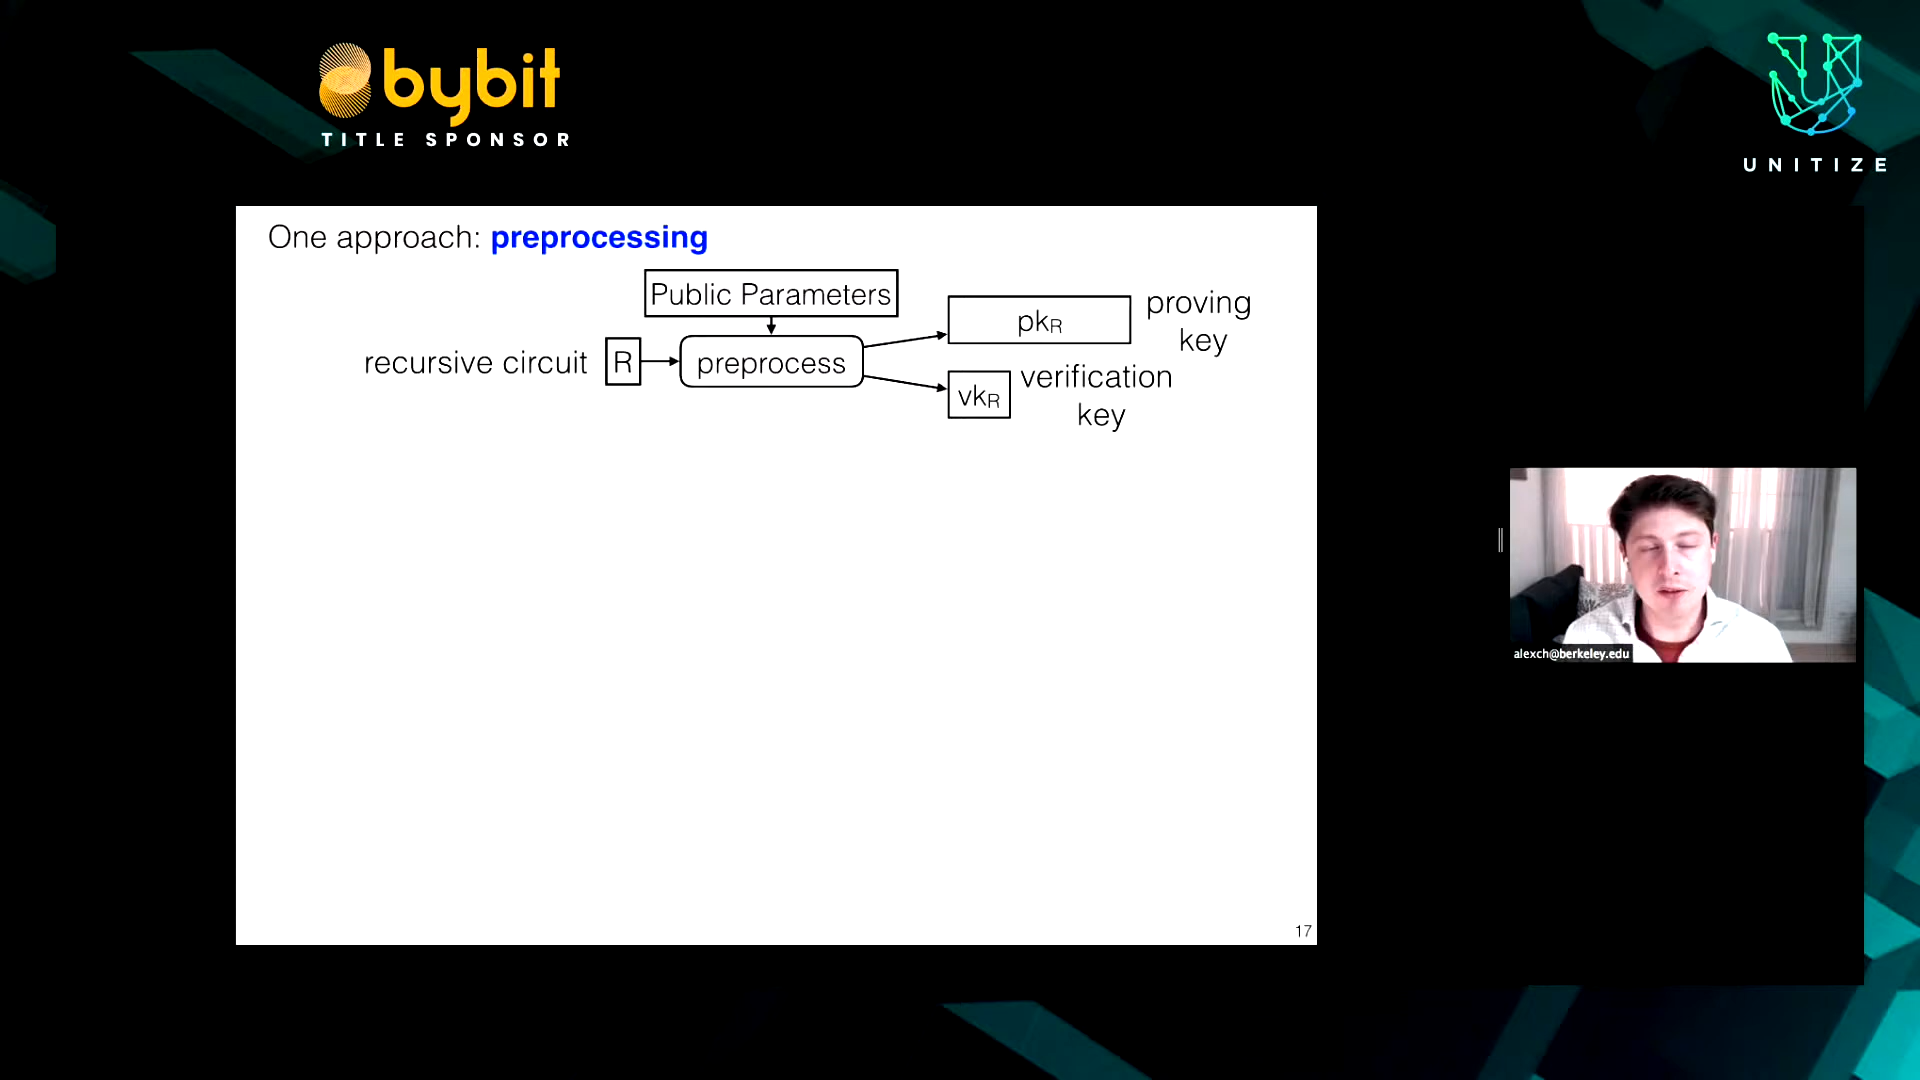 bybit
TITLE SPONSOR
UNITIZE
One approach: preprocessing
Public Parameters
recursive circuit
R
preprocess
pkR
proving
key
vkR
verification
key
17
alexch@berkeley.edu